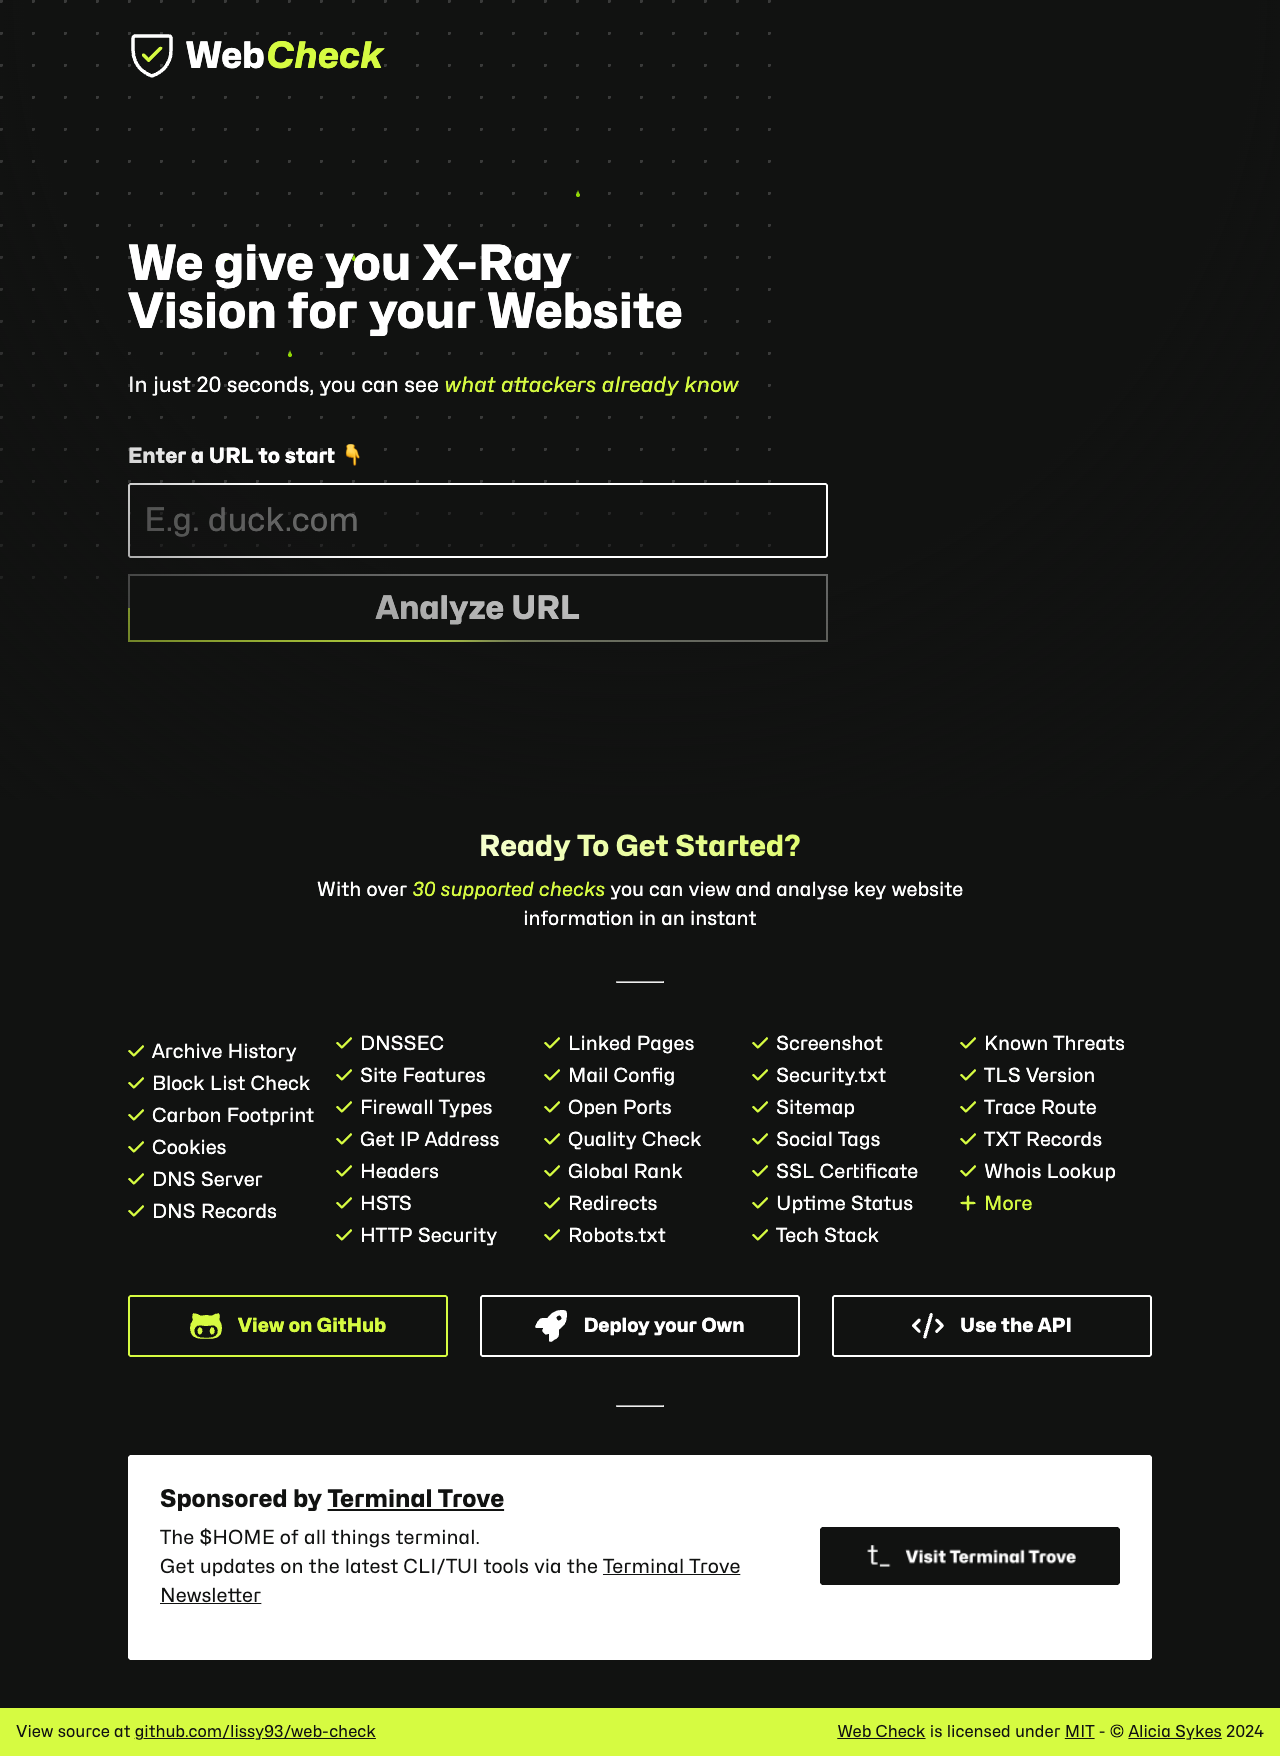 WebCheck
We give you X-Ray
Vision for your Website
In just 20 seconds, you can see what attackers already know
Enter a URL to start 👇
E.g. duck.com
Analyze URL
Ready To Get Started?
With over 30 supported checks you can view and analyse key website
information in an instant
Archive History
Block List Check
Carbon Footprint
Cookies
DNS Server
DNS Records
DNSSEC
Site Features
Firewall Types
Get IP Address
Headers
HSTS
HTTP Security
Linked Pages
Mail Config
Open Ports
Quality Check
Global Rank
Redirects
Robots.txt
Screenshot
Security.txt
Sitemap
Social Tags
SSL Certificate
Uptime Status
Tech Stack
Known Threats
TLS Version
Trace Route
TXT Records
Whois Lookup
More
View on GitHub
Deploy your Own
Use the API
Sponsored by Terminal Trove
The $HOME of all things terminal.
Get updates on the latest CLI/TUI tools via the Terminal Trove
Newsletter
t_ Visit Terminal Trove
View source at github.com/lissy93/web-check
Web Check is licensed under MIT - © Alicia Sykes 2024